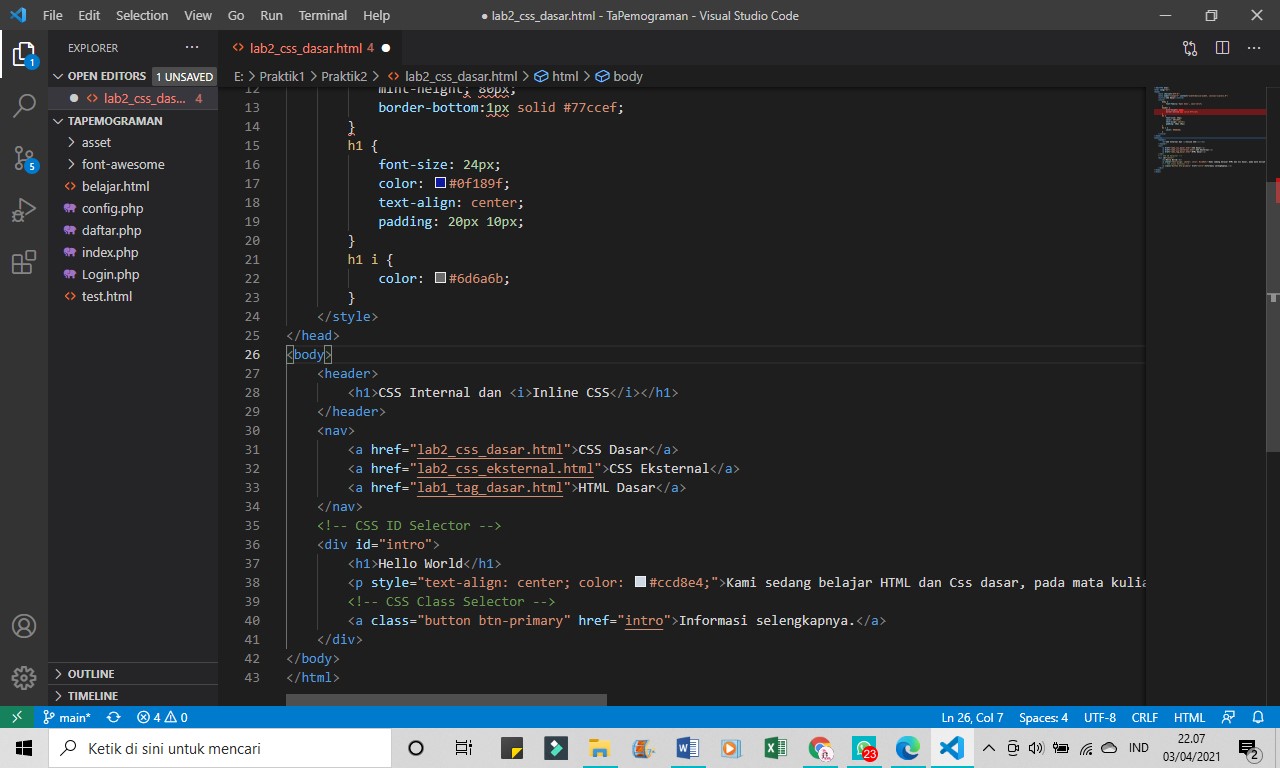 File Edit Selection View Go Run Terminal Help
● lab2_css_dasar.html - TaPemograman - Visual Studio Code
EXPLORER
OPEN EDITORS 1 UNSAVED
lab2_css_das... 4
TAPEMOGRAMAN
asset
font-awesome
belajar.html
config.php
daftar.php
index.php
Login.php
test.html
OUTLINE
TIMELINE
1
5
lab2_css_dasar.html 4
E: > Praktik1 > Praktik2 > lab2_css_dasar.html > html > body
12 mint-height; 80px;
13 border-bottom:1px solid #77ccef;
14 }
15 h1 {
16 font-size: 24px;
17 color: #0f189f;
18 text-align: center;
19 padding: 20px 10px;
20 }
21 h1 i {
22 color: #6d6a6b;
23 }
24 </style>
25 </head>
26 <body>
27 <header>
28 <h1>CSS Internal dan <i>Inline CSS</i></h1>
29 </header>
30 <nav>
31 <a href="lab2_css_dasar.html">CSS Dasar</a>
32 <a href="lab2_css_eksternal.html">CSS Eksternal</a>
33 <a href="lab1_tag_dasar.html">HTML Dasar</a>
34 </nav>
35 <!-- CSS ID Selector -->
36 <div id="intro">
37 <h1>Hello World</h1>
38 <p style="text-align: center; color: #ccd8e4;">Kami sedang belajar HTML dan Css dasar, pada mata kulia
39 <!-- CSS Class Selector -->
40 <a class="button btn-primary" href="intro">Informasi selengkapnya.</a>
41 </div>
42 </body>
43 </html>
main* 4 0
Ln 26, Col 7 Spaces: 4 UTF-8 CRLF HTML
Ketik di sini untuk mencari
23
IND
22.07
03/04/2021
2